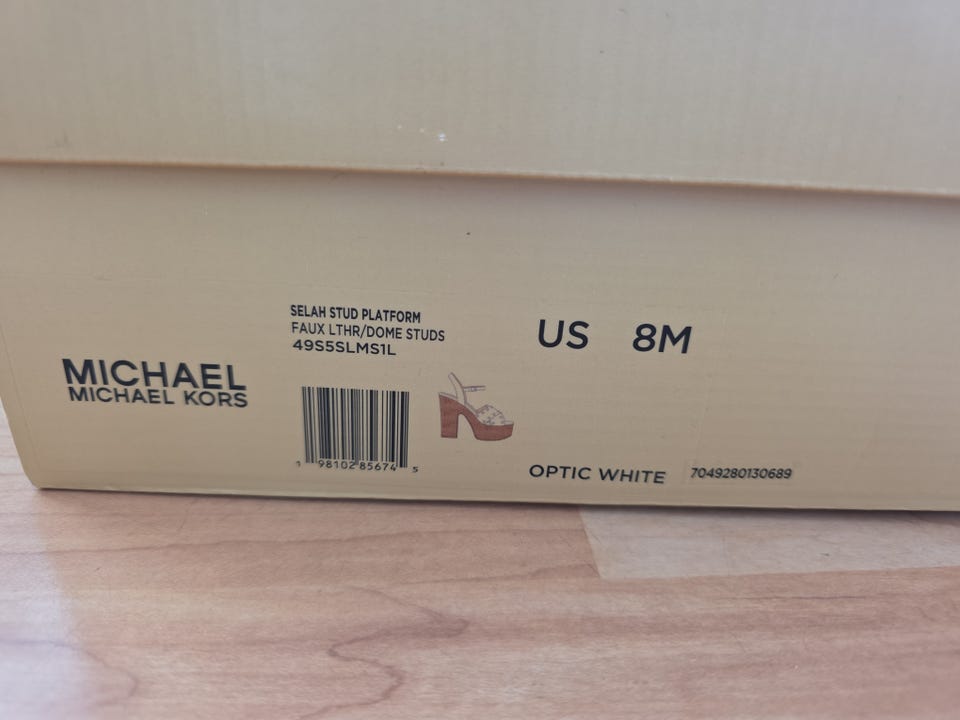 SELAH STUD PLATFORM
FAUX LTHR/DOME STUDS
49S5SLMS1L
US 8M
MICHAEL
MICHAEL KORS
1 98102 85674 5
OPTIC WHITE 7049280130689